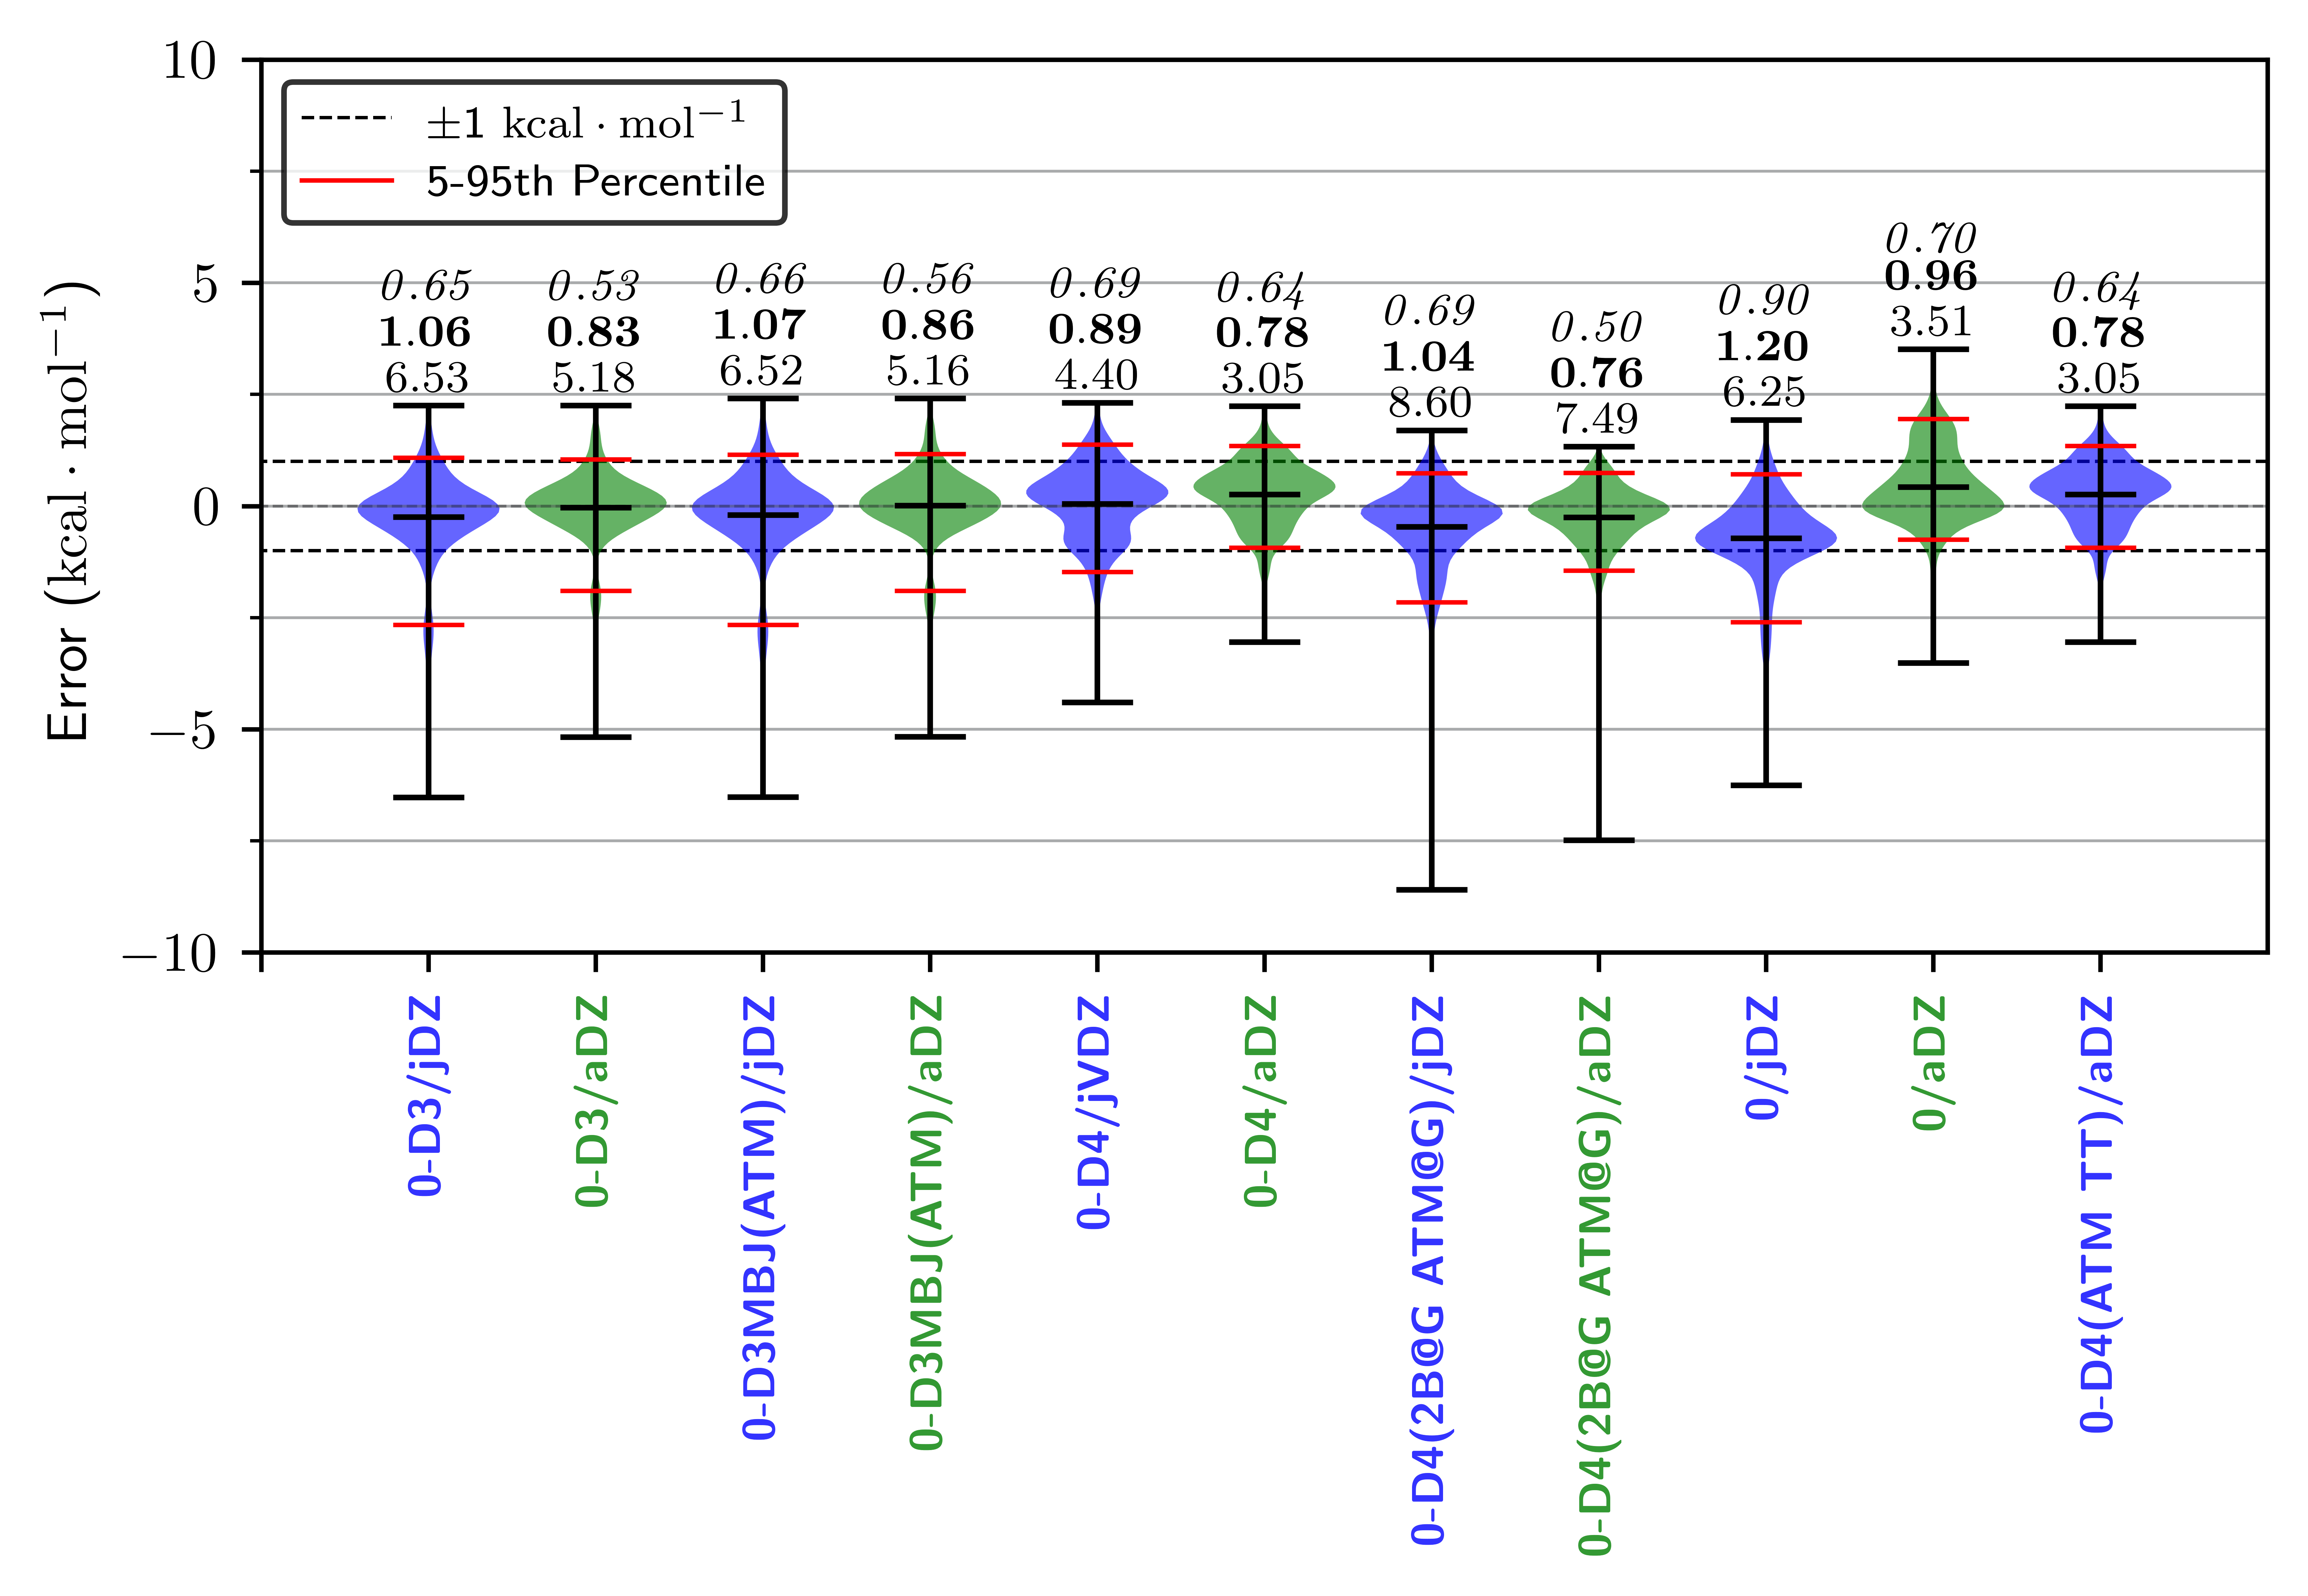 10
5
0
−5
−10
Error (kcal · mol⁻¹)
±1 kcal · mol⁻¹
5-95th Percentile
0.65
1.06
6.53
0.53
0.83
5.18
0.66
1.07
6.52
0.56
0.86
5.16
0.69
0.89
4.40
0.64
0.78
3.05
0.69
1.04
8.60
0.50
0.76
7.49
0.90
1.20
6.25
0.70
0.96
3.51
0.64
0.78
3.05
0-D3/jDZ
0-D3/aDZ
0-D3MBJ(ATM)/jDZ
0-D3MBJ(ATM)/aDZ
0-D4/jVDZ
0-D4/aDZ
0-D4(2B@G ATM@G)/jDZ
0-D4(2B@G ATM@G)/aDZ
0/jDZ
0/aDZ
0-D4(ATM TT)/aDZ